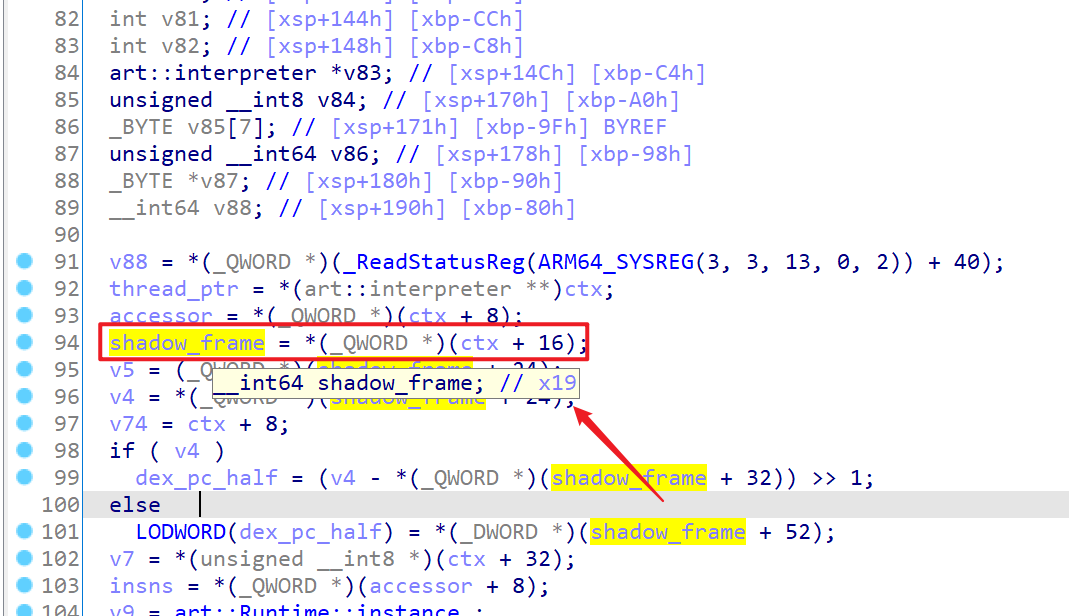 82 int v81; // [xsp+144h] [xbp-CCh]
83 int v82; // [xsp+148h] [xbp-C8h]
84 art::interpreter *v83; // [xsp+14Ch] [xbp-C4h]
85 unsigned __int8 v84; // [xsp+170h] [xbp-A0h]
86 _BYTE v85[7]; // [xsp+171h] [xbp-9Fh] BYREF
87 unsigned __int64 v86; // [xsp+178h] [xbp-98h]
88 _BYTE *v87; // [xsp+180h] [xbp-90h]
89 __int64 v88; // [xsp+190h] [xbp-80h]
90
91 v88 = *(_QWORD *)(_ReadStatusReg(ARM64_SYSREG(3, 3, 13, 0, 2)) + 40);
92 thread_ptr = *(art::interpreter **)ctx;
93 accessor = *(_QWORD *)(ctx + 8);
94 shadow_frame = *(_QWORD *)(ctx + 16);
95 v5 = (_QWORD *)(shadow_frame + 24);
__int64 shadow_frame; // x19
96 v4 = *(_QWORD *)(shadow_frame + 24);
97 v74 = ctx + 8;
98 if ( v4 )
99 dex_pc_half = (v4 - *(_QWORD *)(shadow_frame + 32)) >> 1;
100 else
101 LODWORD(dex_pc_half) = *(_DWORD *)(shadow_frame + 52);
102 v7 = *(unsigned __int8 *)(ctx + 32);
103 insns = *(_QWORD *)(accessor + 8);
104 v9 = art::Runtime::instance_;